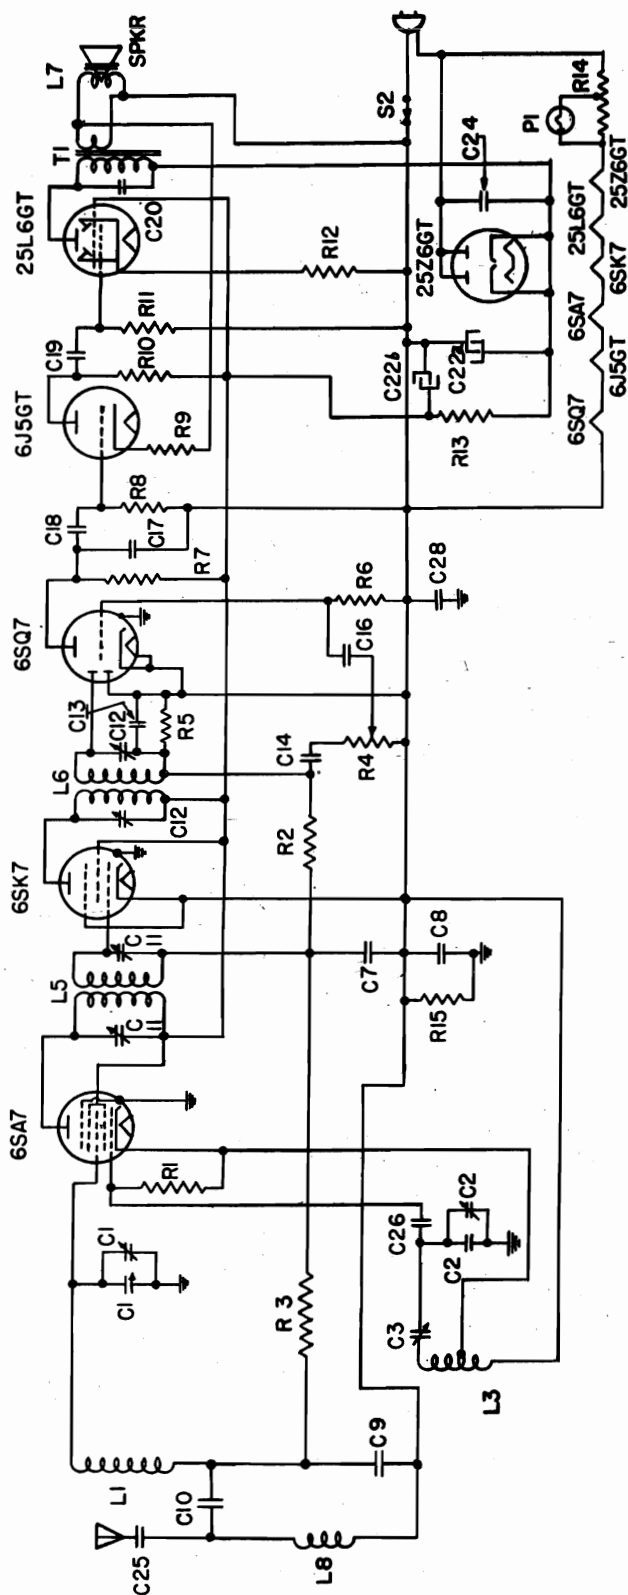 L7
SPKR
T1
25L6GT
C20
S2
P1
R14
C24
25Z6GT
R12
R11
C19
R10
6J5GT
R9
C22b
C22a
R13
25Z6GT
25L6GT
6SK7
6SA7
6J5GT
6SQ7
C18
R8
C17
R7
6SQ7
R6
C28
C16
C13
C12
R5
C14
R4
L6
C12
R2
6SK7
C11
L5
C11
C7
C8
R15
6SA7
R1
C1
C1
C26
C2
C2
R3
C3
L3
L1
C10
C9
C25
L8